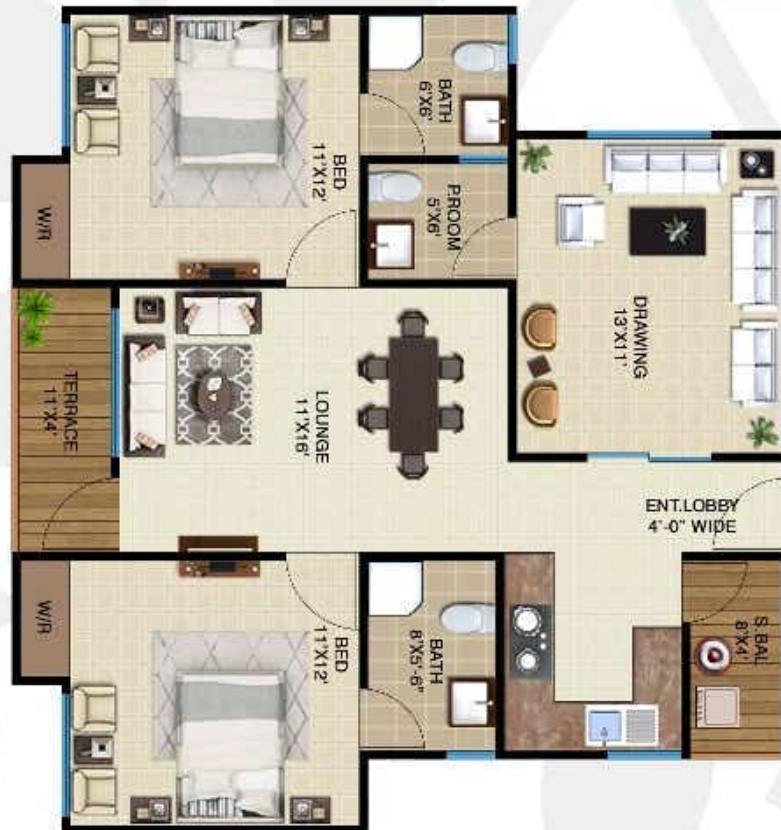 BATH
6'X6'
BED
11'X12'
P.ROOM
5'X6'
W/R
DRAWING
13'X11'
TERRACE
11'X4'
LOUNGE
11'X16'
ENT.LOBBY
4'-0" WIDE
W/R
BED
11'X12'
BATH
8'X5'-6"
S.BAL
8'X4'